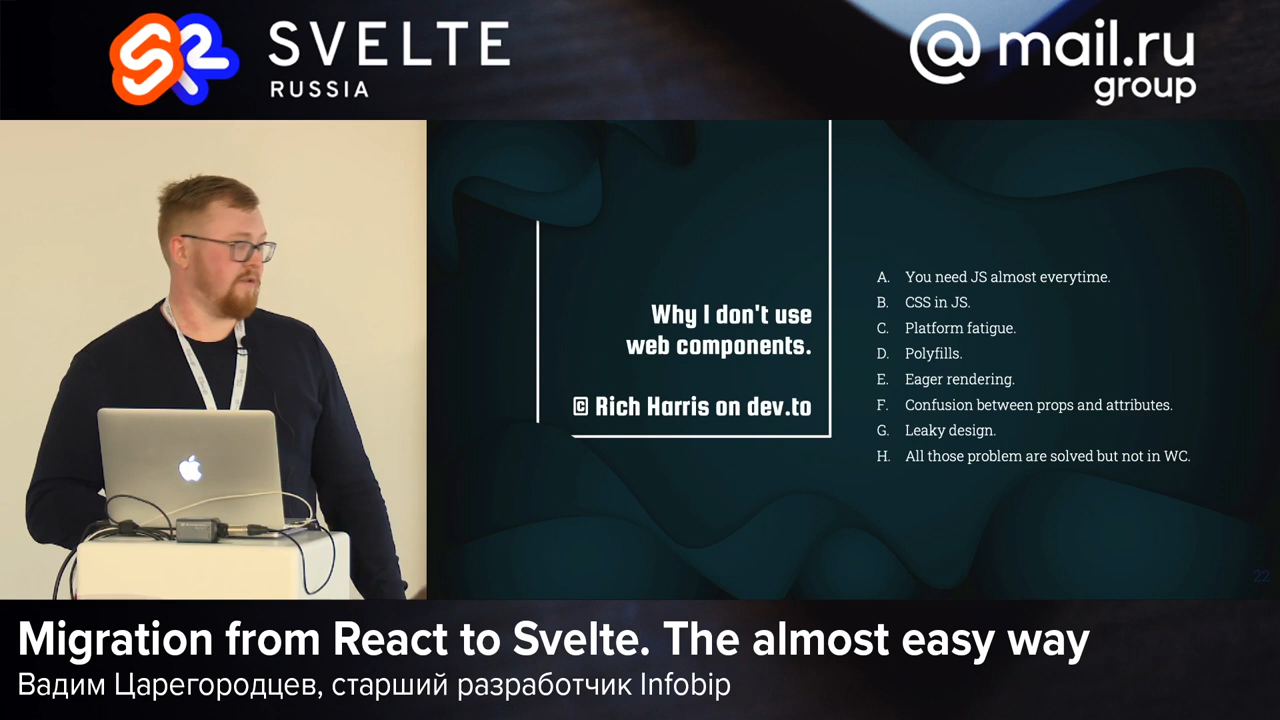 SVELTE
RUSSIA
@mail.ru
group
Why I don't use
web components.
© Rich Harris on dev.to
A. You need JS almost everytime.
B. CSS in JS.
C. Platform fatigue.
D. Polyfills.
E. Eager rendering.
F. Confusion between props and attributes.
G. Leaky design.
H. All those problem are solved but not in WC.
22
Migration from React to Svelte. The almost easy way
Вадим Царегородцев, старший разработчик Infobip